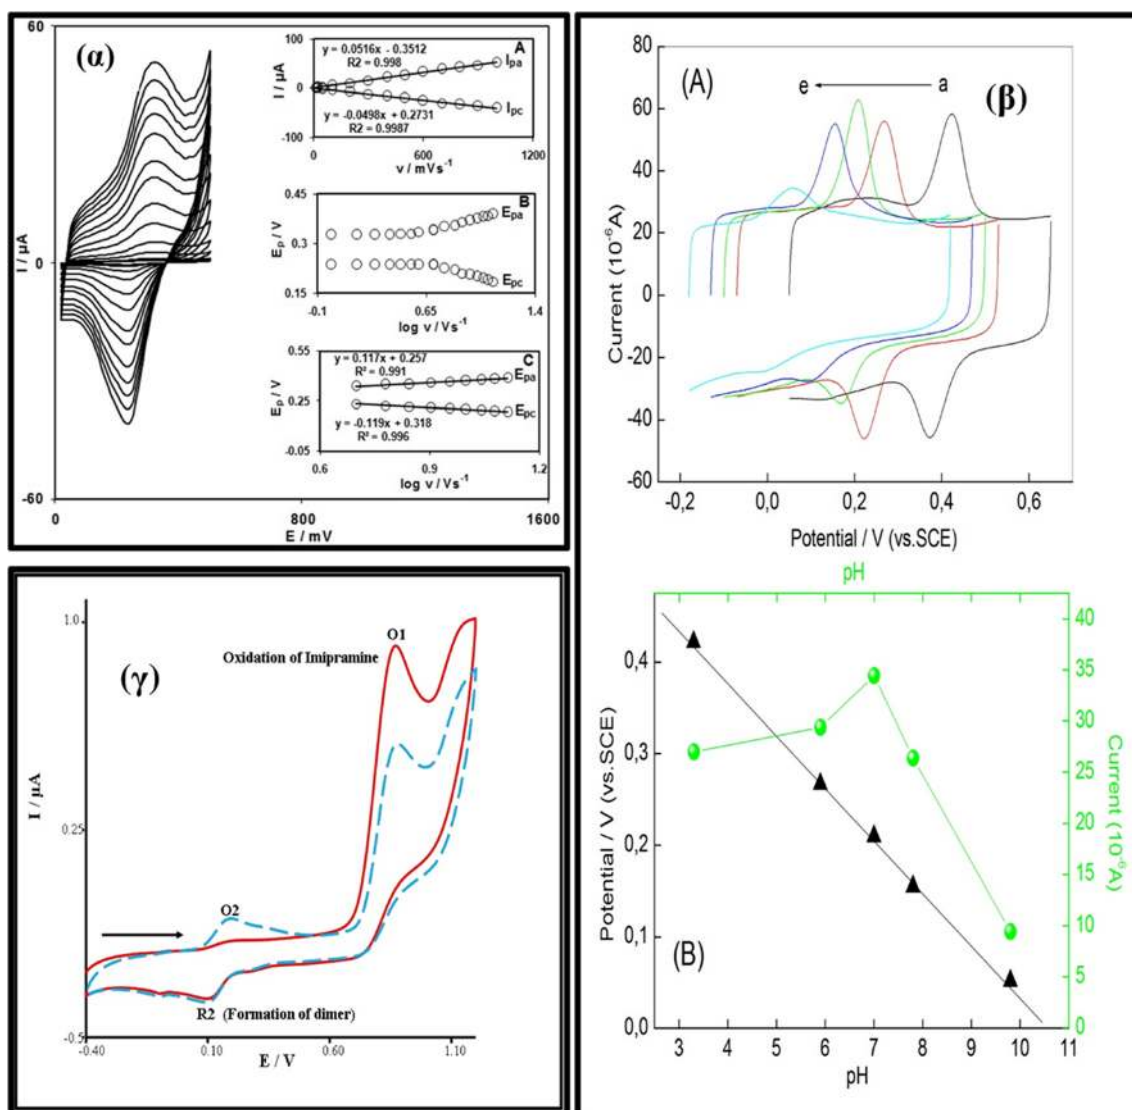 (α)
60
0
-60
I / µA
0
800
1600
E / mV
A
y = 0.0516x - 0.3512
R2 = 0.998
100
0
-100
I / µA
Ipa
Ipc
y = -0.0498x + 0.2731
R2 = 0.9987
0
600
1200
ν / mVs-1
B
0.45
0.3
0.15
Ep / V
Epa
Epc
-0.1
0.65
1.4
log ν / Vs-1
C
0.55
0.25
-0.05
Ep / V
y = 0.117x + 0.257
R² = 0.991
Epa
Epc
y = -0.119x + 0.318
R² = 0.996
0.6
0.9
1.2
log ν / Vs-1
(β)
(A)
e
a
80
60
40
20
0
-20
-40
-60
Current (10-6A)
-0,2
0,0
0,2
0,4
0,6
Potential / V (vs.SCE)
pH
0,4
0,3
0,2
0,1
0,0
Potential / V (vs.SCE)
40
35
30
25
20
15
10
5
0
Current (10-6A)
(B)
3
4
5
6
7
8
9
10
11
pH
(γ)
1.0
0.25
-0.5
I / µA
O1
Oxidation of Imipramine
O2
R2 (Formation of dimer)
-0.40
0.10
0.60
1.10
E / V